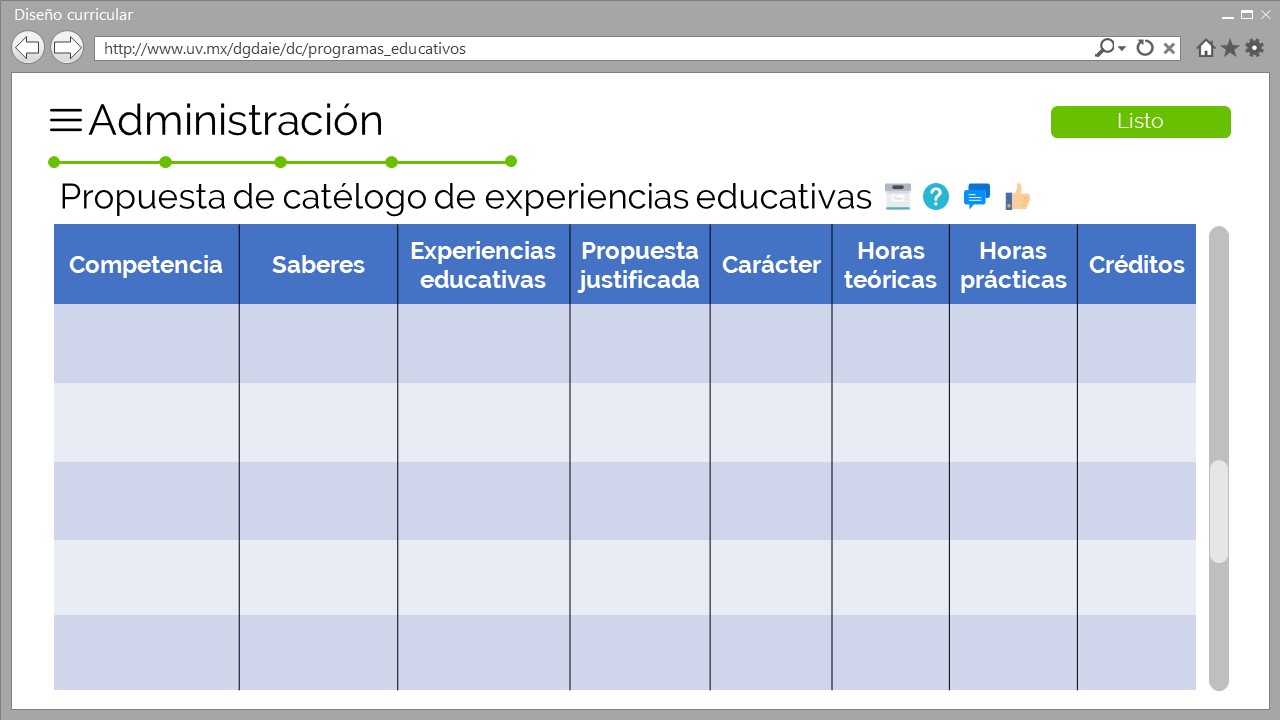 Diseño curricular
http://www.uv.mx/dgdaie/dc/programas_educativos
Administración
Listo
Propuesta de catélogo de experiencias educativas
?
Competencia
Saberes
Experiencias
educativas
Propuesta
justificada
Carácter
Horas
teóricas
Horas
prácticas
Créditos